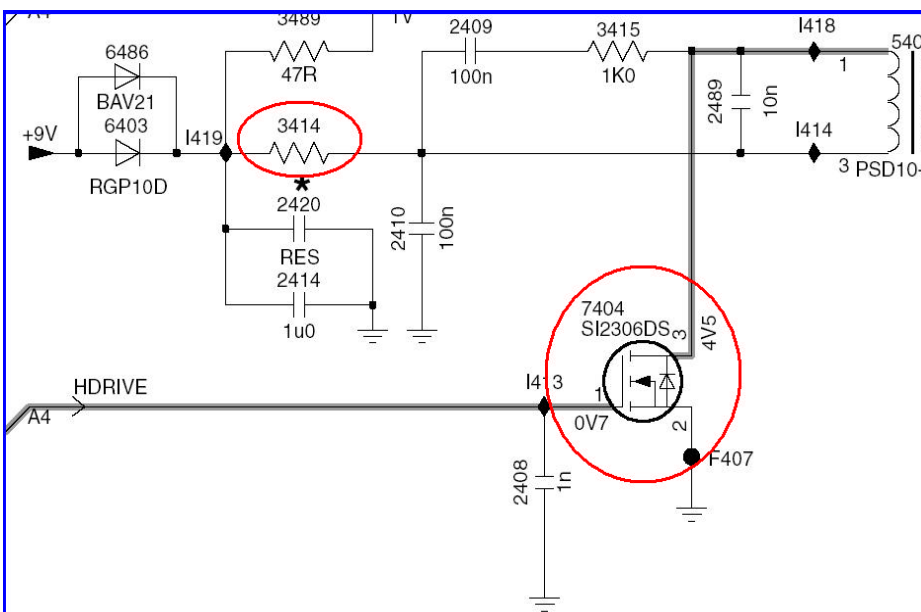 3489
1V
47R
2409
100n
3415
1K0
I418
1
540
6486
BAV21
6403
+9V
RGP10D
I419
3414
*
2420
RES
2414
1u0
2410
100n
2489
10n
I414
3
PSD10-
7404
SI2306DS
3
4V5
HDRIVE
A4
I413
1
0V7
2
F407
2408
1n